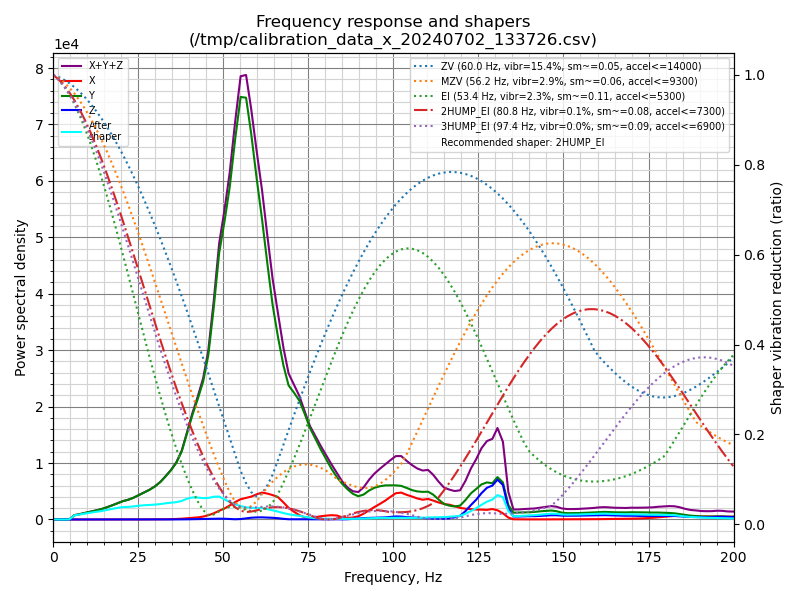 Frequency response and shapers
(/tmp/calibration_data_x_20240702_133726.csv)
1e4
X+Y+Z
X
Y
Z
After
shaper
ZV (60.0 Hz, vibr=15.4%, sm~=0.05, accel<=14000)
MZV (56.2 Hz, vibr=2.9%, sm~=0.06, accel<=9300)
EI (53.4 Hz, vibr=2.3%, sm~=0.11, accel<=5300)
2HUMP_EI (80.8 Hz, vibr=0.1%, sm~=0.08, accel<=7300)
3HUMP_EI (97.4 Hz, vibr=0.0%, sm~=0.09, accel<=6900)
Recommended shaper: 2HUMP_EI
8
7
6
5
4
3
2
1
0
Power spectral density
1.0
0.8
0.6
0.4
0.2
0.0
Shaper vibration reduction (ratio)
0 25 50 75 100 125 150 175 200
Frequency, Hz